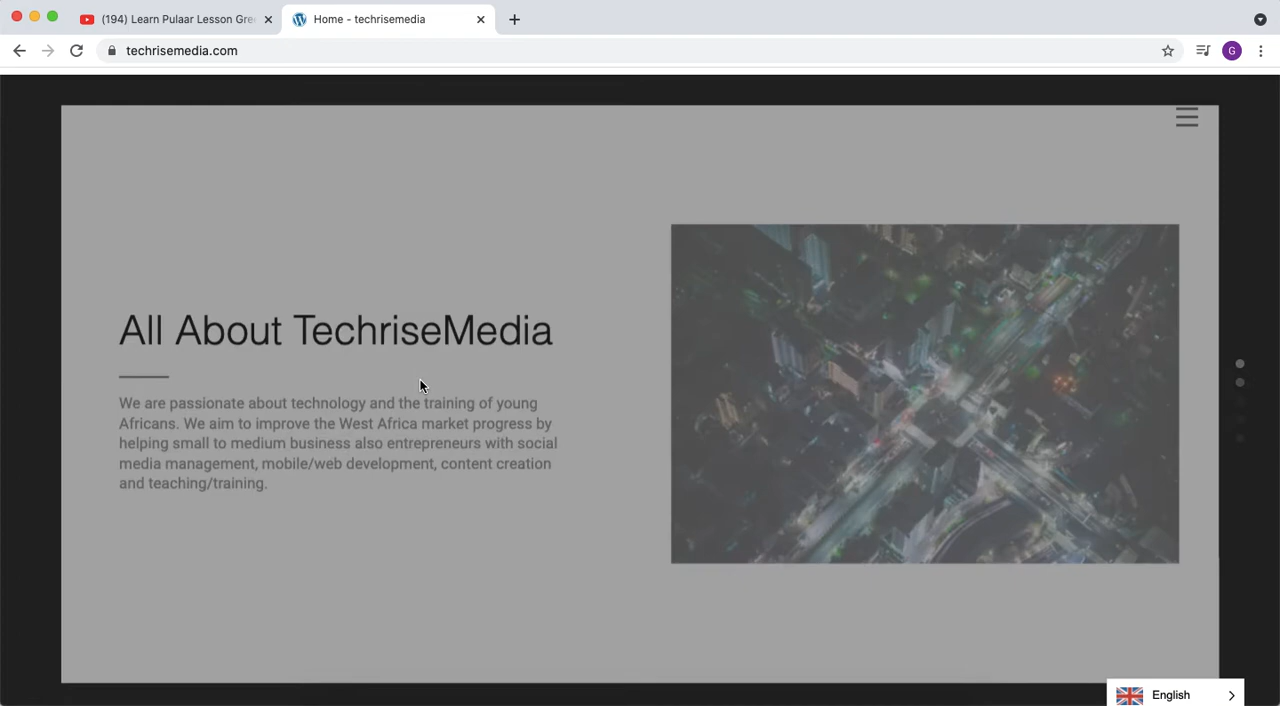 (194) Learn Pulaar Lesson Gre
Home - techrisemedia
techrisemedia.com
G
All About TechriseMedia
We are passionate about technology and the training of young
Africans. We aim to improve the West Africa market progress by
helping small to medium business also entrepreneurs with social
media management, mobile/web development, content creation
and teaching/training.
English